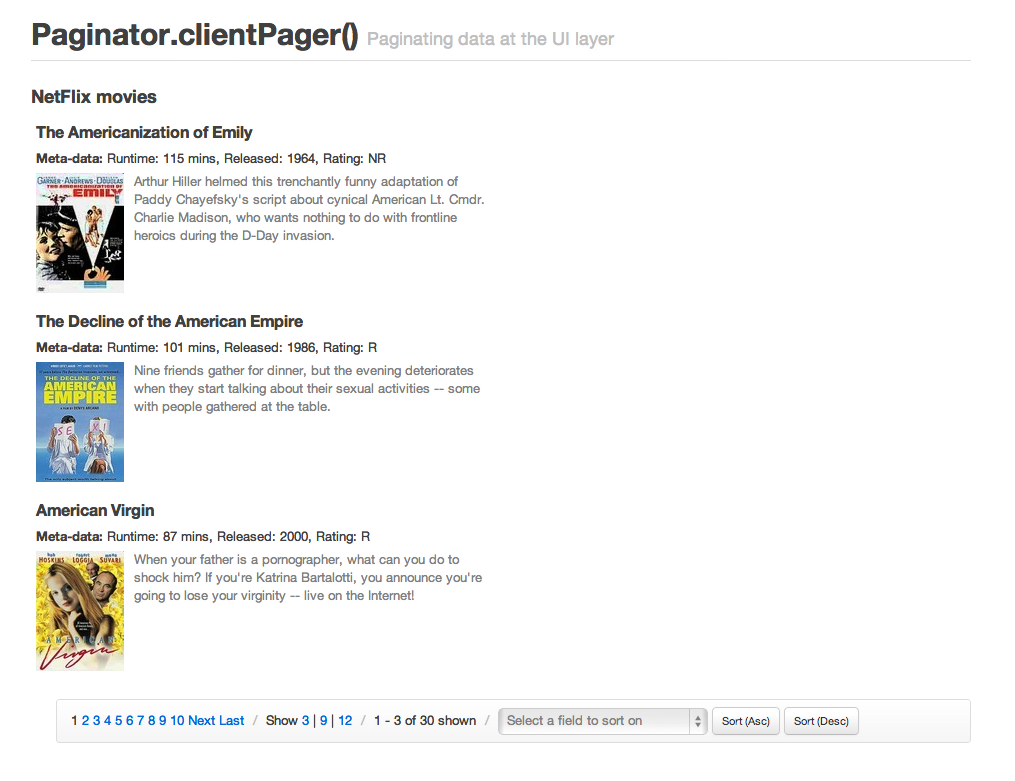 Paginator.clientPager() Paginating data at the UI layer
NetFlix movies
The Americanization of Emily
Meta-data: Runtime: 115 mins, Released: 1964, Rating: NR
GARNER · ANDREWS · DOUGLAS
THE AMERICANIZATION OF
EMILY
Arthur Hiller helmed this trenchantly funny adaptation of
Paddy Chayefsky's script about cynical American Lt. Cmdr.
Charlie Madison, who wants nothing to do with frontline
heroics during the D-Day invasion.
The Decline of the American Empire
Meta-data: Runtime: 101 mins, Released: 1986, Rating: R
THE DECLINE OF THE
AMERICAN
EMPIRE
SE X!
Nine friends gather for dinner, but the evening deteriorates
when they start talking about their sexual activities -- some
with people gathered at the table.
American Virgin
Meta-data: Runtime: 87 mins, Released: 2000, Rating: R
HOSKINS LOGGIA SUVARI
AMERICAN
Virgin
When your father is a pornographer, what can you do to
shock him? If you're Katrina Bartalotti, you announce you're
going to lose your virginity -- live on the Internet!
1 2 3 4 5 6 7 8 9 10 Next Last / Show 3 | 9 | 12 / 1 - 3 of 30 shown / Select a field to sort on Sort (Asc) Sort (Desc)